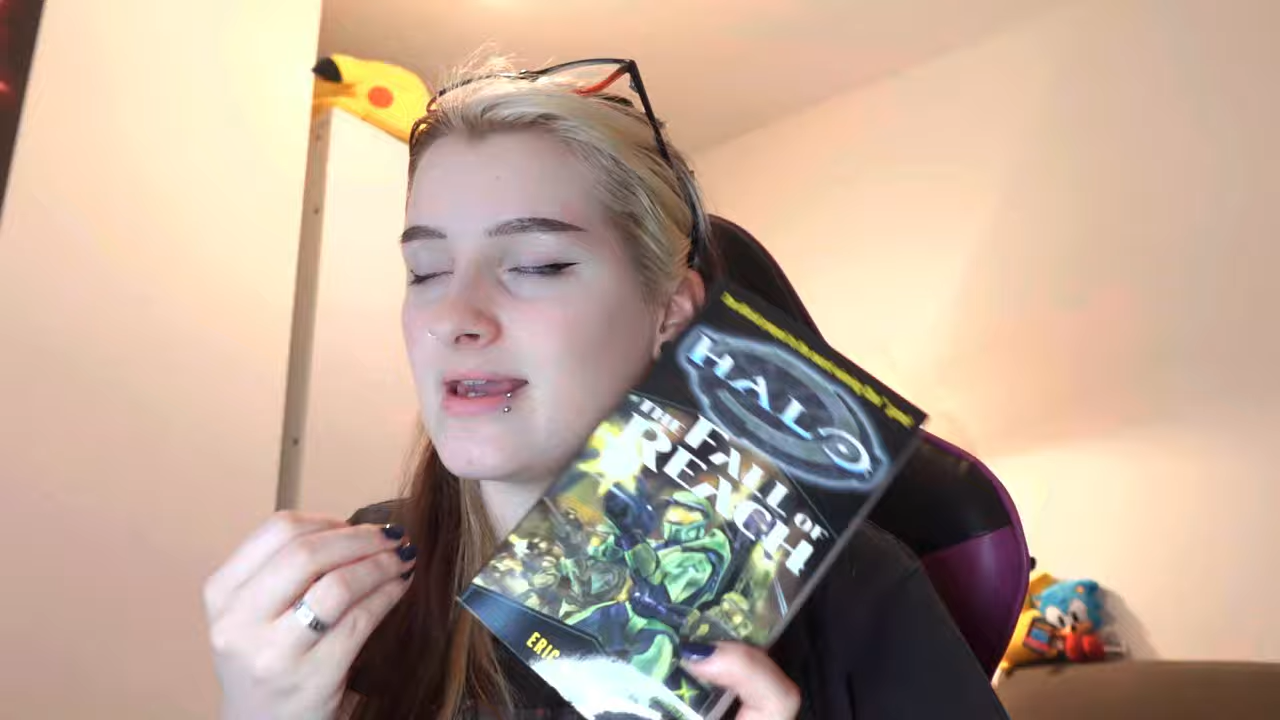 HALO
THE
FALL OF
REACH
ERIC